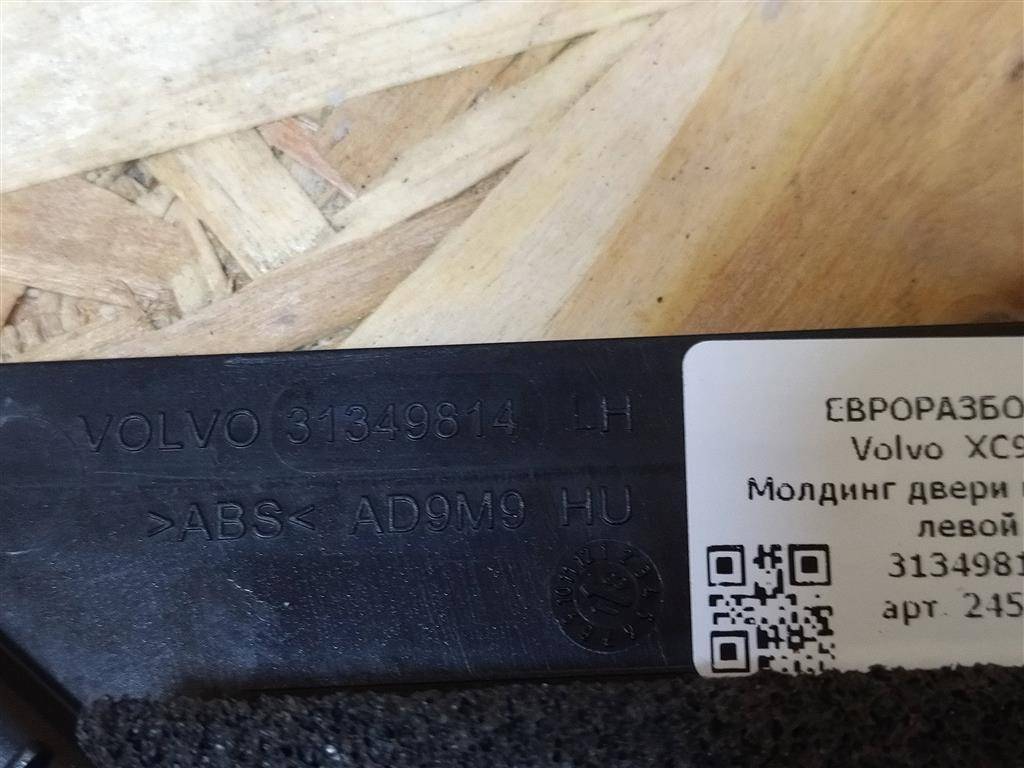 VOLVO 31349814 LH
>ABS< AD9M9 HU
ЕВРОРАЗБО
Volvo XC9
Молдинг двери
левой
3134981
арт. 245